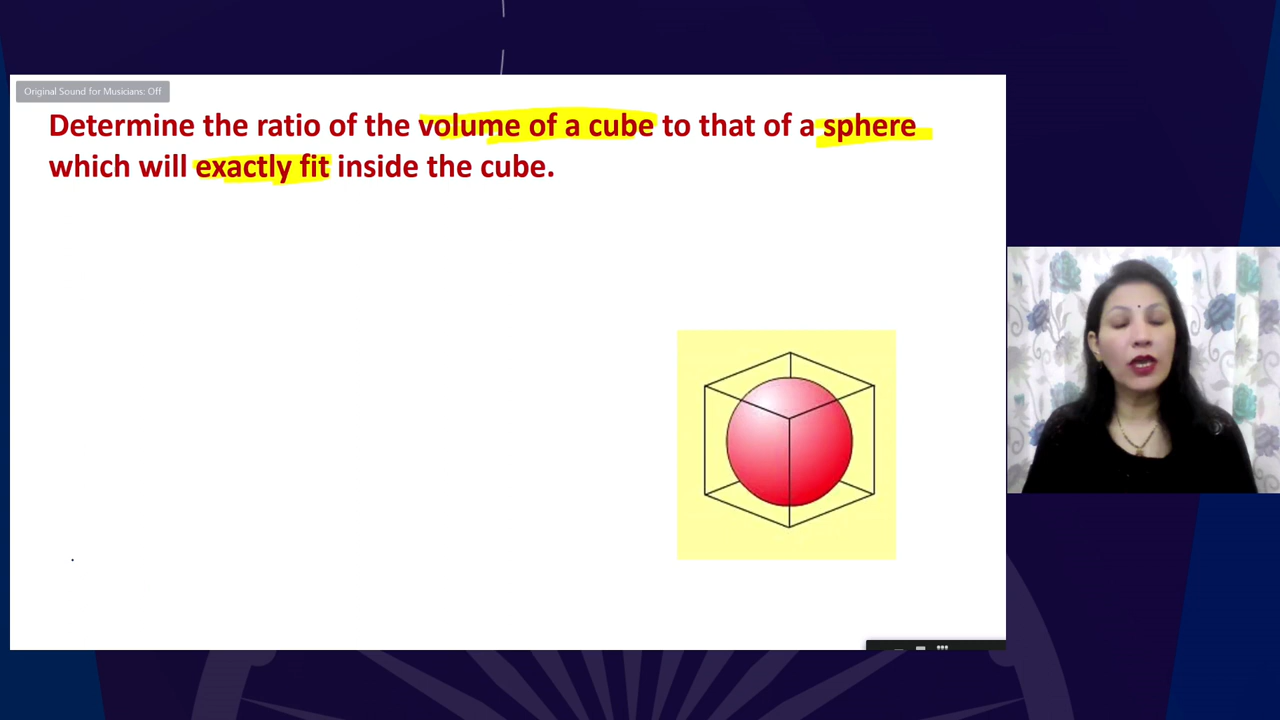 Original Sound for Musicians: Off
Determine the ratio of the volume of a cube to that of a sphere
which will exactly fit inside the cube.